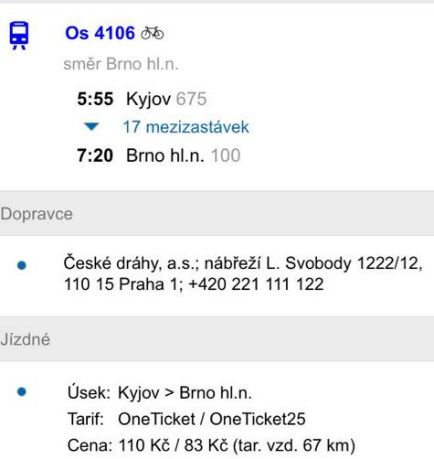 Os 4106
směr Brno hl.n.
5:55 Kyjov 675
17 mezizastávek
7:20 Brno hl.n. 100
Dopravce
České dráhy, a.s.; nábřeží L. Svobody 1222/12,
110 15 Praha 1; +420 221 111 122
Jízdné
Úsek: Kyjov > Brno hl.n.
Tarif: OneTicket / OneTicket25
Cena: 110 Kč / 83 Kč (tar. vzd. 67 km)